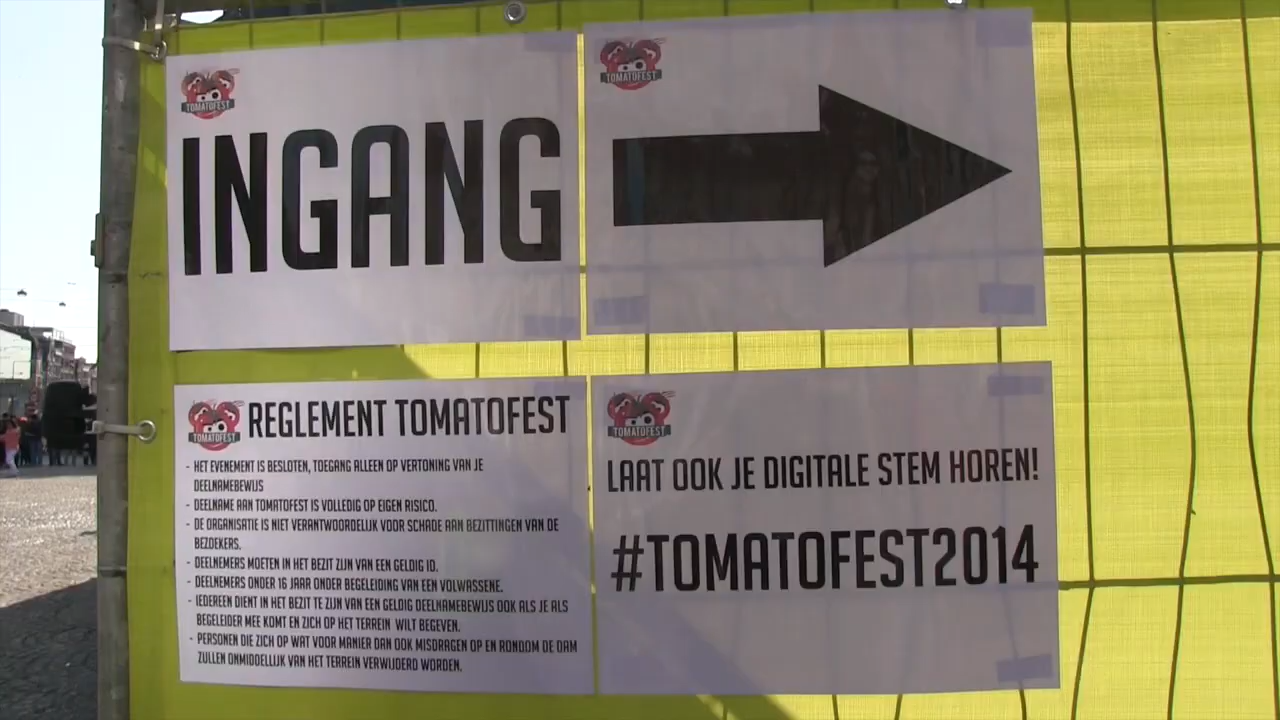 TOMATOFEST
INGANG
TOMATOFEST
TOMATOFEST
REGLEMENT TOMATOFEST
- HET EVENEMENT IS BESLOTEN, TOEGANG ALLEEN OP VERTONING VAN JE
DEELNAMEBEWIJS
- DEELNAME AAN TOMATOFEST IS VOLLEDIG OP EIGEN RISICO.
- DE ORGANISATIE IS NIET VERANTWOORDELIJK VOOR SCHADE AAN BEZITTINGEN VAN DE
BEZOEKERS.
- DEELNEMERS MOETEN IN HET BEZIT ZIJN VAN EEN GELDIG ID.
- DEELNEMERS ONDER 16 JAAR ONDER BEGELEIDING VAN EEN VOLWASSENE.
- IEDEREEN DIENT IN HET BEZIT TE ZIJN VAN EEN GELDIG DEELNAMEBEWIJS OOK ALS JE ALS
BEGELEIDER MEE KOMT EN ZICH OP HET TERREIN WILT BEGEVEN.
- PERSONEN DIE ZICH OP WAT VOOR MANIER DAN OOK MISDRAGEN OP EN RONDOM DE DAM
ZULLEN ONMIDDELLIJK VAN HET TERREIN VERWIJDERD WORDEN.
TOMATOFEST
LAAT OOK JE DIGITALE STEM HOREN!
#TOMATOFEST2014